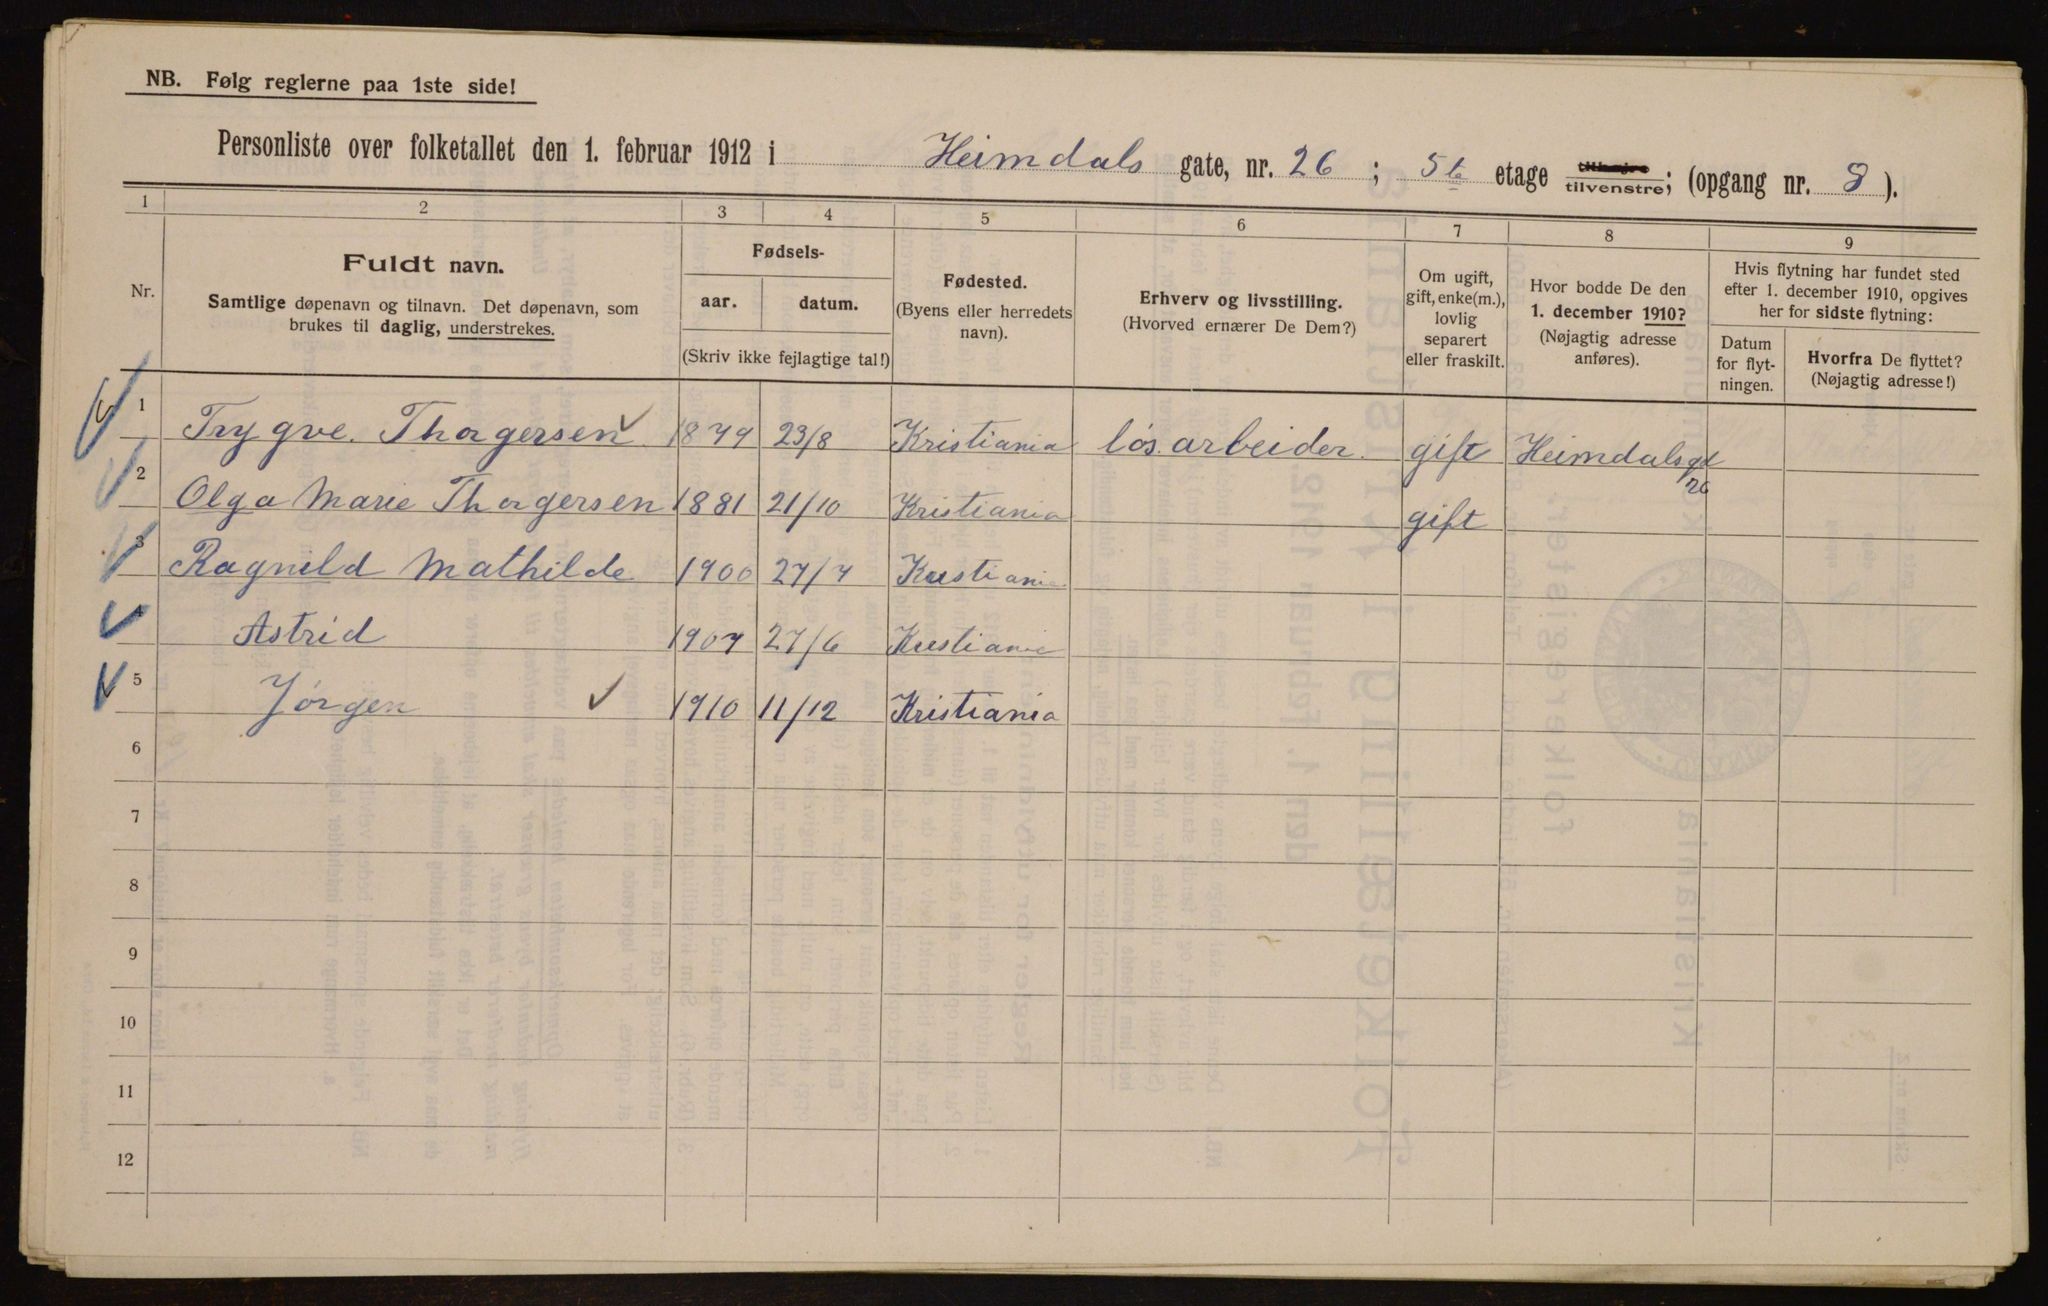 NB. Følg reglerne paa 1ste side!
Personliste over folketallet den 1. februar 1912 i Heimdals gate, nr. 26; 5te etage tilhøire/tilvenstre; (opgang nr. 8).
1 2 3 4 5 6 7 8 9
Nr.
Fuldt navn.
Samtlige døpenavn og tilnavn. Det døpenavn, som
brukes til daglig, understrekes.
Fødsels-
aar. datum.
(Skriv ikke fejlagtige tal!)
Fødested.
(Byens eller herredets
navn).
Erhverv og livsstilling.
(Hvorved ernærer De Dem?)
Om ugift,
gift, enke(m.),
lovlig
separert
eller fraskilt.
Hvor bodde De den
1. december 1910?
(Nøjagtig adresse
anføres).
Hvis flytning har fundet sted
efter 1. december 1910, opgives
her for sidste flytning:
Datum
for flyt-
ningen.
Hvorfra De flyttet?
(Nøjagtig adresse!)
1 Trygve. Thorgersen 1879 23/8 Kristiania løs. arbeider. gift Heimdalsgd
26
2 Olga Marie Thorgersen 1881 21/10 Kristiania gift
3 Ragnild Mathilde 1900 27/7 Kristiania
4 Astrid 1907 27/6 Kristiania
5 Jørgen 1910 11/12 Kristiania
6
7
8
9
10
11
12